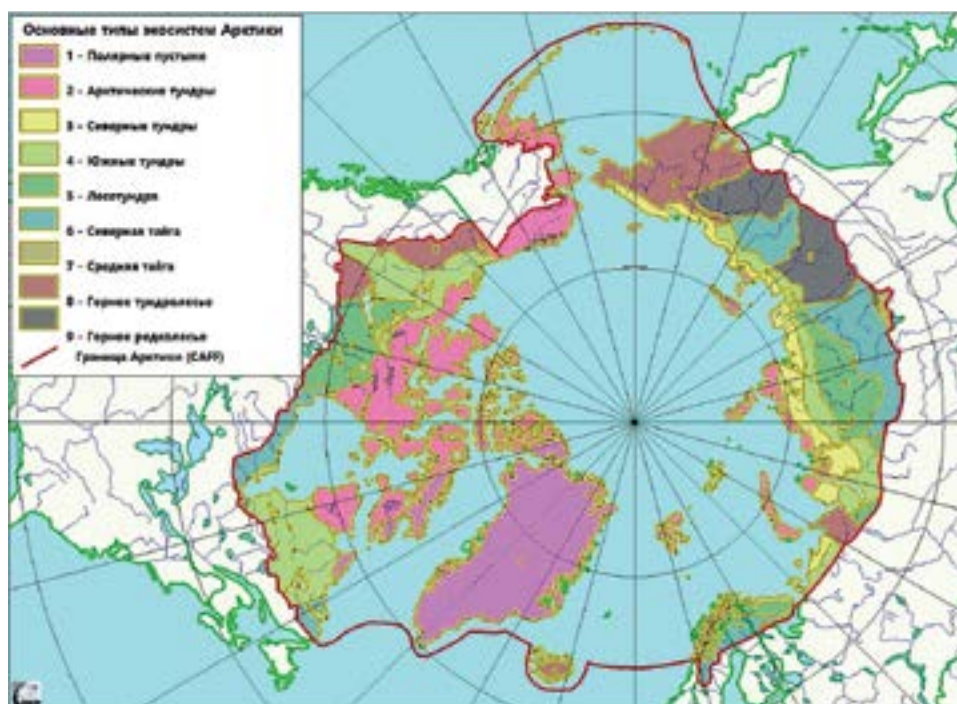 Основные типы экосистем Арктики
1 - Полярные пустыни
2 - Арктические тундры
3 - Северные тундры
4 - Южные тундры
5 - Лесотундра
6 - Северная тайга
7 - Средняя тайга
8 - Горное тундролесье
9 - Горное редколесье
Граница Арктики (CAFF)